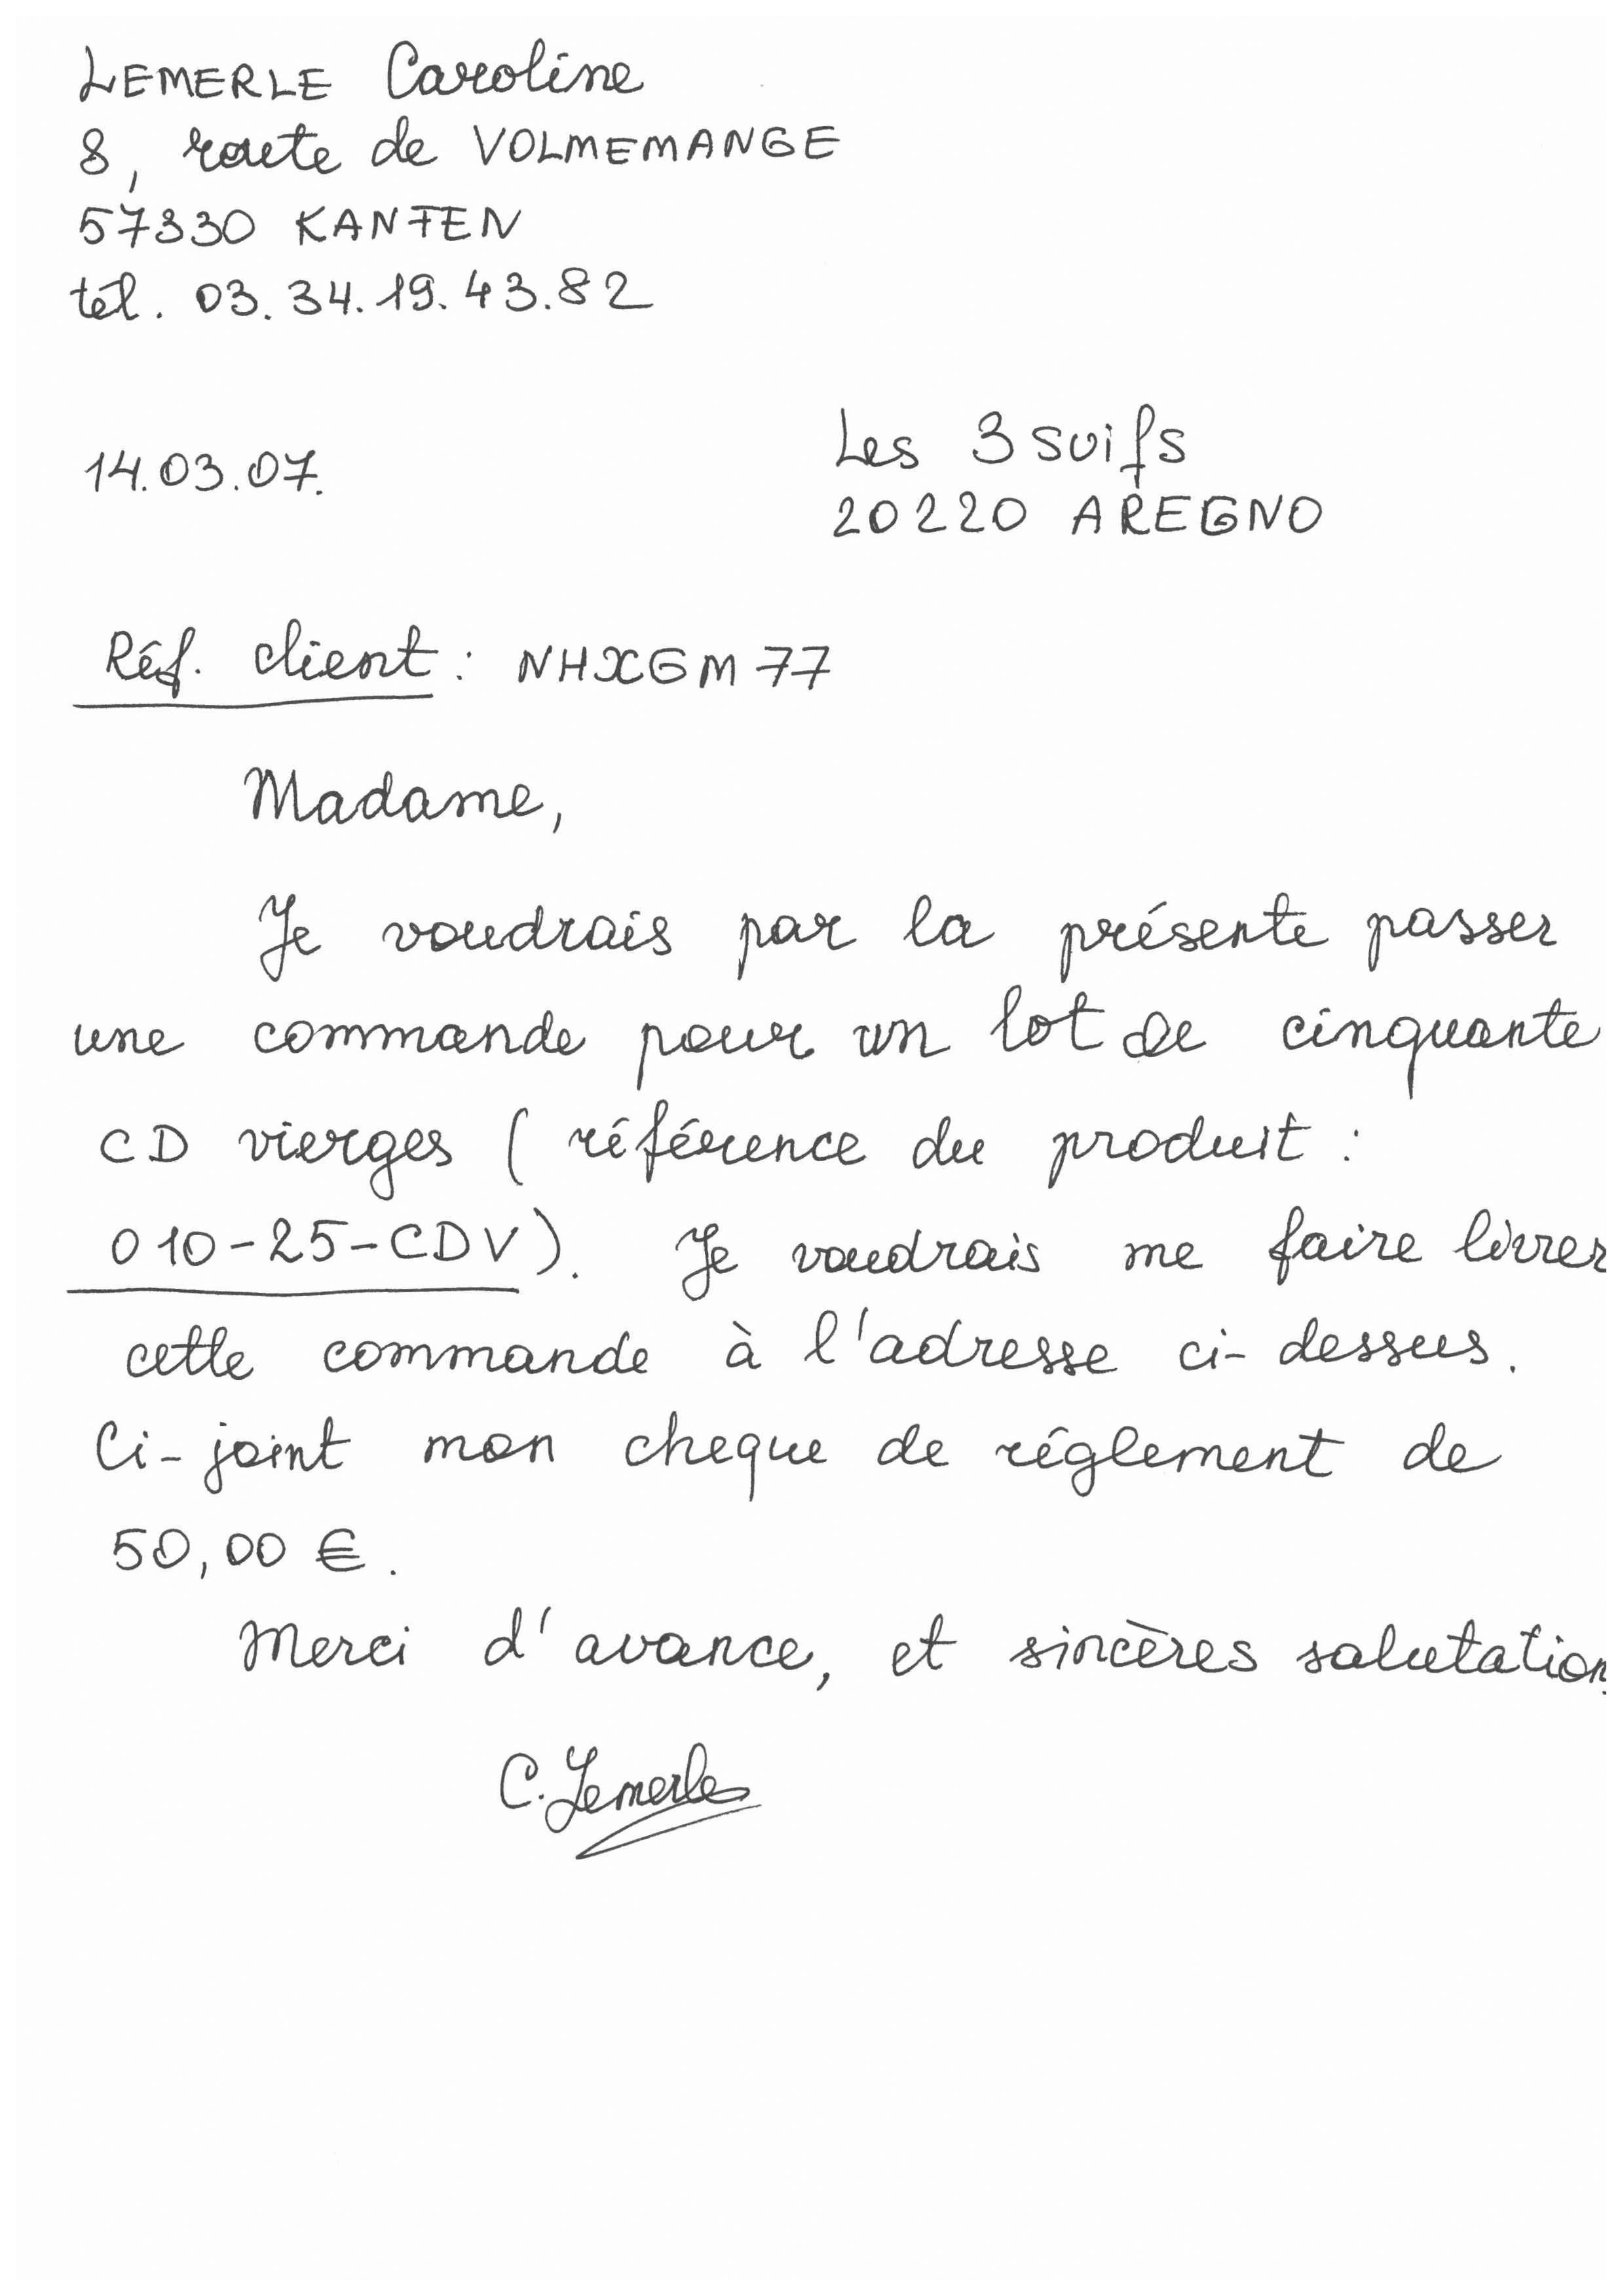 LEMERLE Caroline
8, route de VOLMEMANGE
57330 KANFEN
tél. 03.34.19.43.82
14.03.07.
Les 3 suifs
20220 AREGNO
Réf. client : NHXGM77
Madame,
Je voudrais par la présente passer
une commande pour un lot de cinquante
CD vierges (référence du produit :
010-25-CDV). Je voudrais me faire livrer
cette commande à l'adresse ci-dessus.
Ci-joint mon cheque de réglement de
50,00 €.
Merci d'avance, et sincères salutation
C. Lemerle